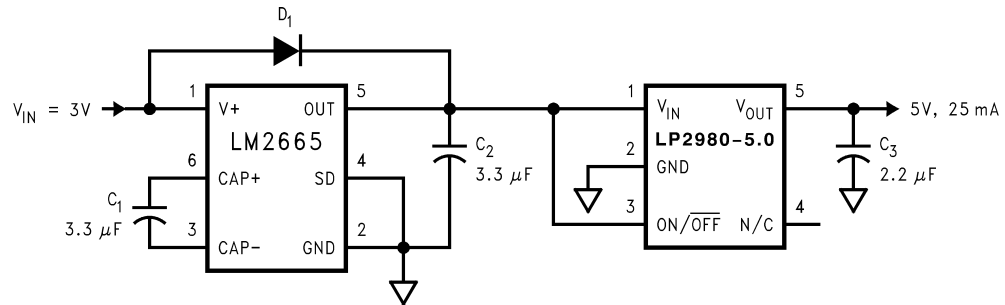 D1
VIN = 3V
1
V+
OUT
5
LM2665
6
CAP+
SD
4
C1
3.3 μF
3
CAP-
GND
2
C2
3.3 μF
1
VIN
VOUT
5
LP2980-5.0
2
GND
3
ON/OFF
N/C
4
5V, 25 mA
C3
2.2 μF